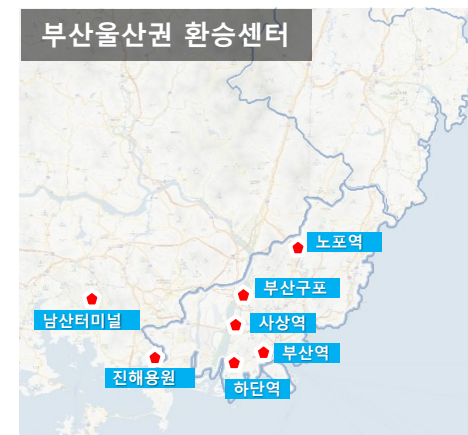 부산울산권 환승센터
노포역
부산구포
남산터미널
사상역
부산역
진해용원
하단역